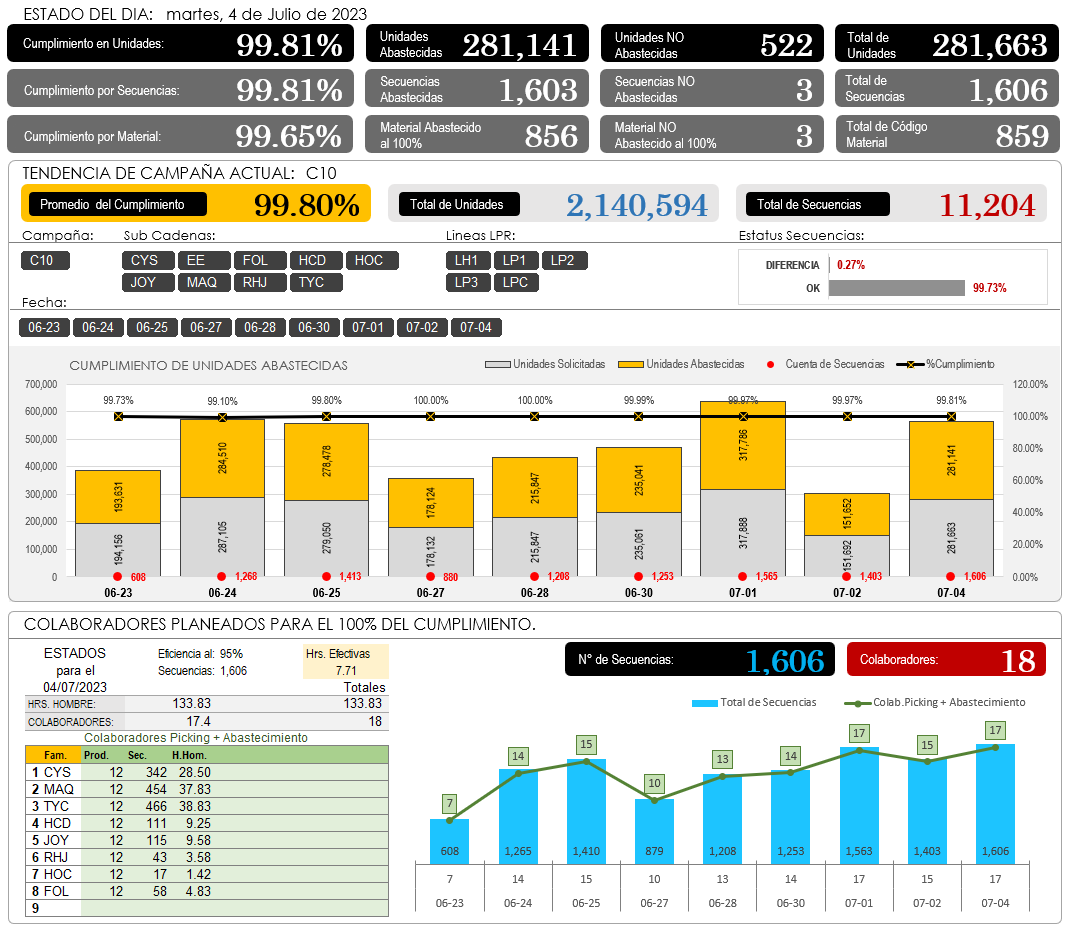 ESTADO DEL DIA: martes, 4 de Julio de 2023
Cumplimiento en Unidades: 99.81%
Unidades Abastecidas 281,141
Unidades NO Abastecidas 522
Total de Unidades 281,663
Cumplimiento por Secuencias: 99.81%
Secuencias Abastecidas 1,603
Secuencias NO Abastecidas 3
Total de Secuencias 1,606
Cumplimiento por Material: 99.65%
Material Abastecido al 100% 856
Material NO Abastecido al 100% 3
Total de Código Material 859
TENDENCIA DE CAMPAÑA ACTUAL: C10
Promedio del Cumplimiento 99.80%
Total de Unidades 2,140,594
Total de Secuencias 11,204
Campaña: Sub Cadenas: Lineas LPR: Estatus Secuencias:
C10 CYS EE FOL HCD HOC LH1 LP1 LP2
JOY MAQ RHJ TYC LP3 LPC
DIFERENCIA 0.27%
OK 99.73%
Fecha:
06-23 06-24 06-25 06-27 06-28 06-30 07-01 07-02 07-04
CUMPLIMIENTO DE UNIDADES ABASTECIDAS
Unidades Solicitadas Unidades Abastecidas Cuenta de Secuencias %Cumplimiento
700,000
600,000
500,000
400,000
300,000
200,000
100,000
0
120.00%
100.00%
80.00%
60.00%
40.00%
20.00%
0.00%
99.73% 99.10% 99.80% 100.00% 100.00% 99.99% 99.97% 99.97% 99.81%
193,631 284,510 278,478 178,124 215,847 235,041 317,786 151,652 281,141
194,156 287,105 279,050 178,132 215,847 235,061 317,888 151,692 281,663
608 1,268 1,413 880 1,208 1,253 1,565 1,403 1,606
06-23 06-24 06-25 06-27 06-28 06-30 07-01 07-02 07-04
COLABORADORES PLANEADOS PARA EL 100% DEL CUMPLIMIENTO.
ESTADOS
para el
04/07/2023
Eficiencia al: 95%
Secuencias: 1,606
Hrs. Efectivas
7.71
Totales
HRS. HOMBRE: 133.83 133.83
COLABORADORES: 17.4 18
Colaboradores Picking + Abastecimiento
Fam. Prod. Sec. H.Hom.
1 CYS 12 342 28.50
2 MAQ 12 454 37.83
3 TYC 12 466 38.83
4 HCD 12 111 9.25
5 JOY 12 115 9.58
6 RHJ 12 43 3.58
7 HOC 12 17 1.42
8 FOL 12 58 4.83
9
N° de Secuencias: 1,606
Colaboradores: 18
Total de Secuencias Colab.Picking + Abastecimiento
7 14 15 10 13 14 17 15 17
608 1,265 1,410 879 1,208 1,253 1,563 1,403 1,606
7 14 15 10 13 14 17 15 17
06-23 06-24 06-25 06-27 06-28 06-30 07-01 07-02 07-04